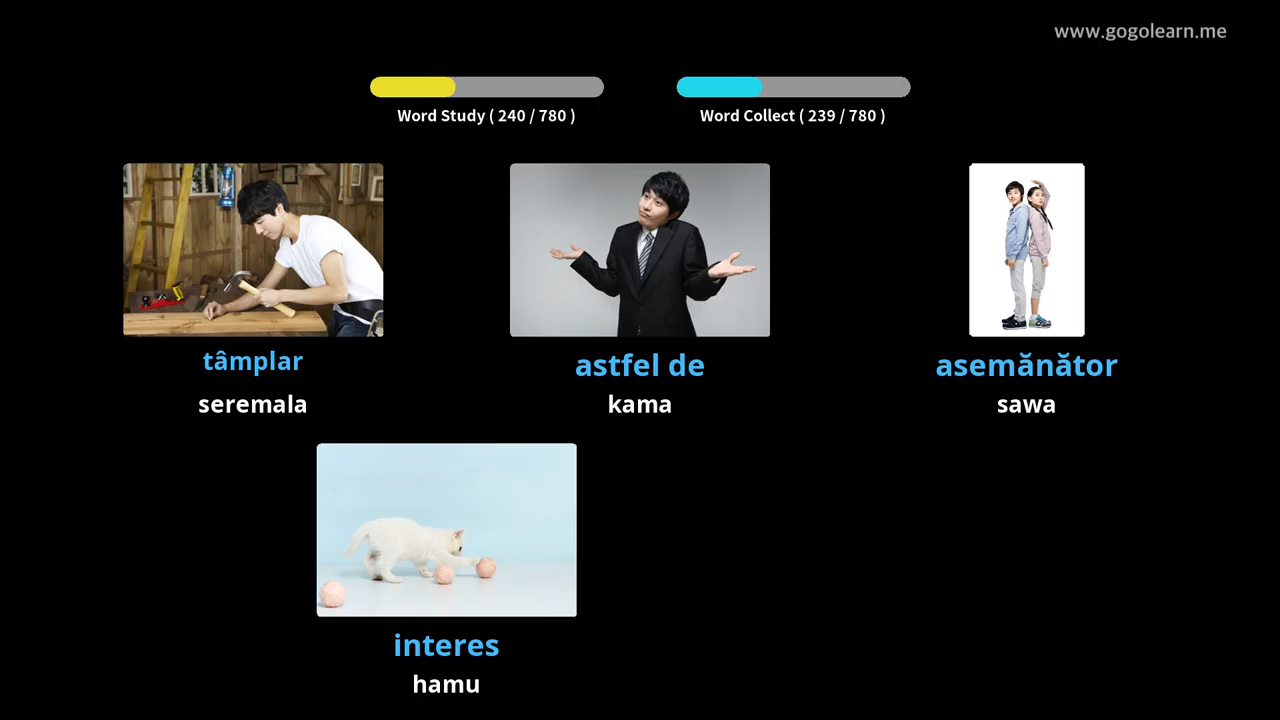 www.gogolearn.me
Word Study ( 240 / 780 )
Word Collect ( 239 / 780 )
tâmplar
seremala
astfel de
kama
asemănător
sawa
interes
hamu